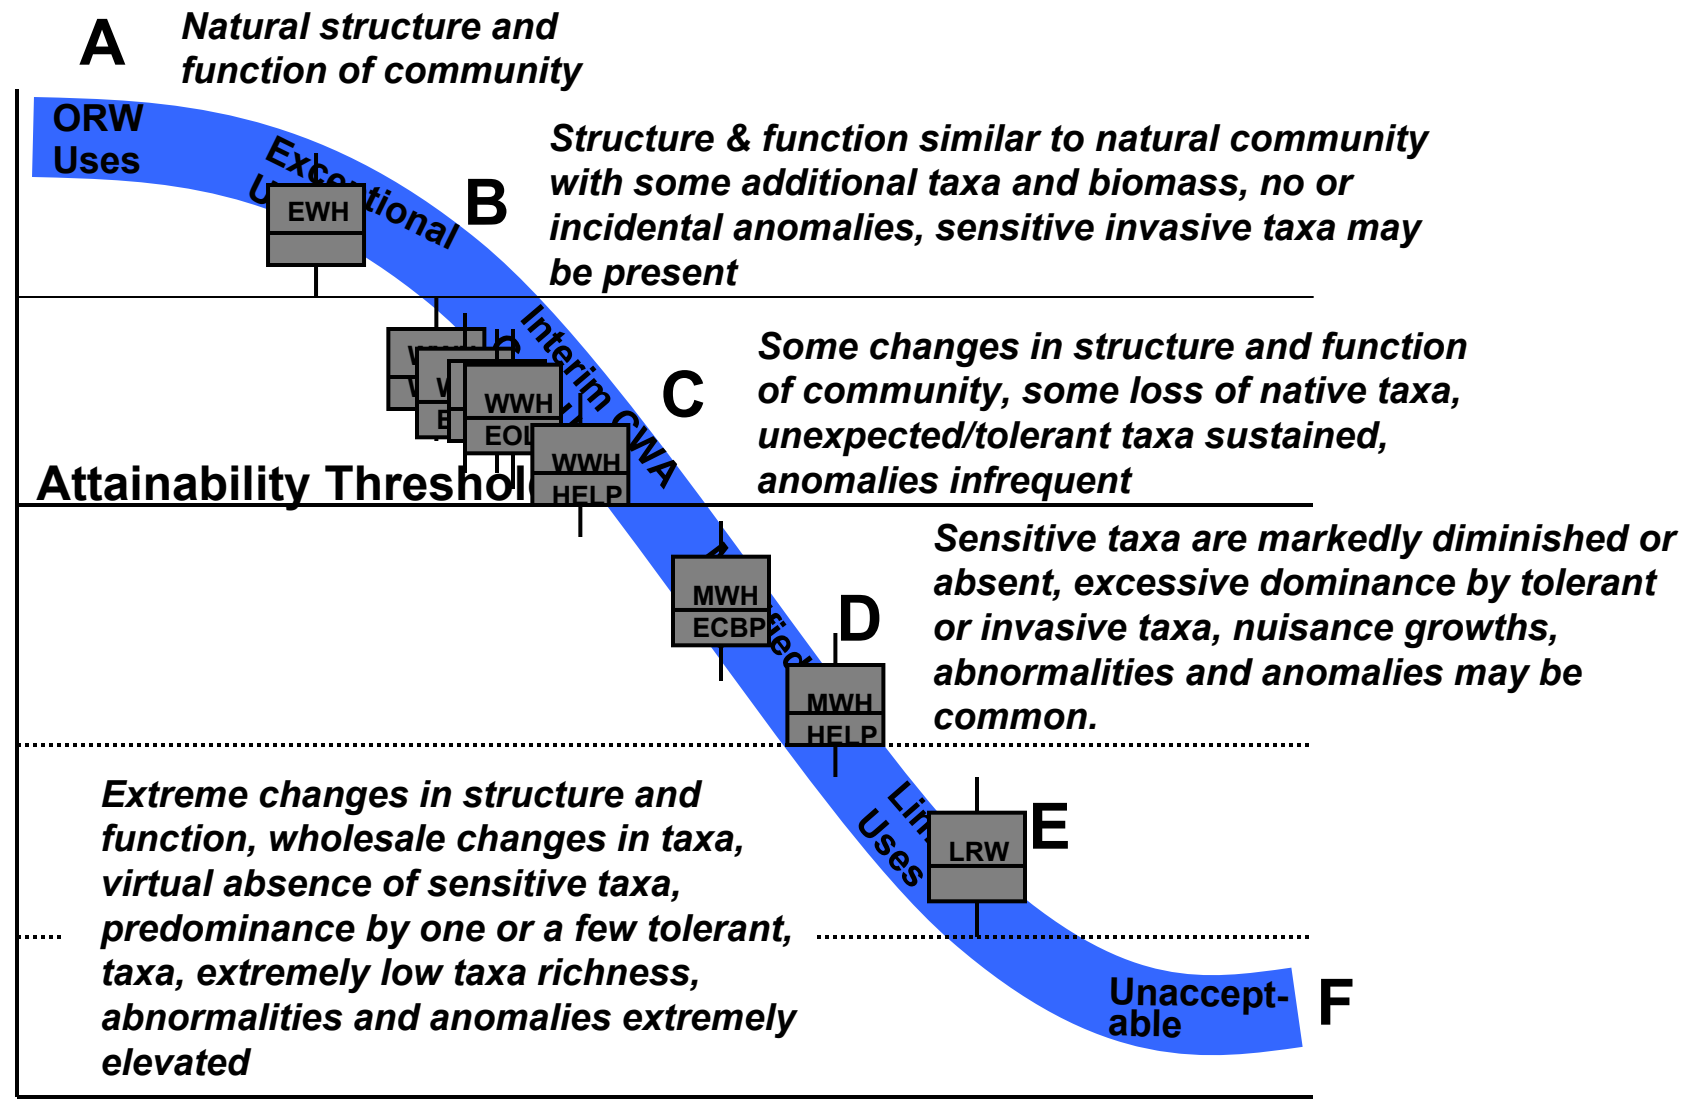 A
Natural structure and
function of community
ORW
Uses
Exceptional
B
Structure & function similar to natural community
with some additional taxa and biomass, no or
incidental anomalies, sensitive invasive taxa may
be present
EWH
Interim CWA
C
Some changes in structure and function
of community, some loss of native taxa,
unexpected/tolerant taxa sustained,
anomalies infrequent
WWH
WWH
HELP
Attainability
Sensitive taxa are markedly diminished or
absent, excessive dominance by tolerant
or invasive taxa, nuisance growths,
abnormalities and anomalies may be
common.
MWH
ECBP
D
MWH
HELP
Extreme changes in structure and
function, wholesale changes in taxa,
virtual absence of sensitive taxa,
predominance by one or a few tolerant,
taxa, extremely low taxa richness,
abnormalities and anomalies extremely
elevated
Uses
LRW
E
Unaccept-
able
F